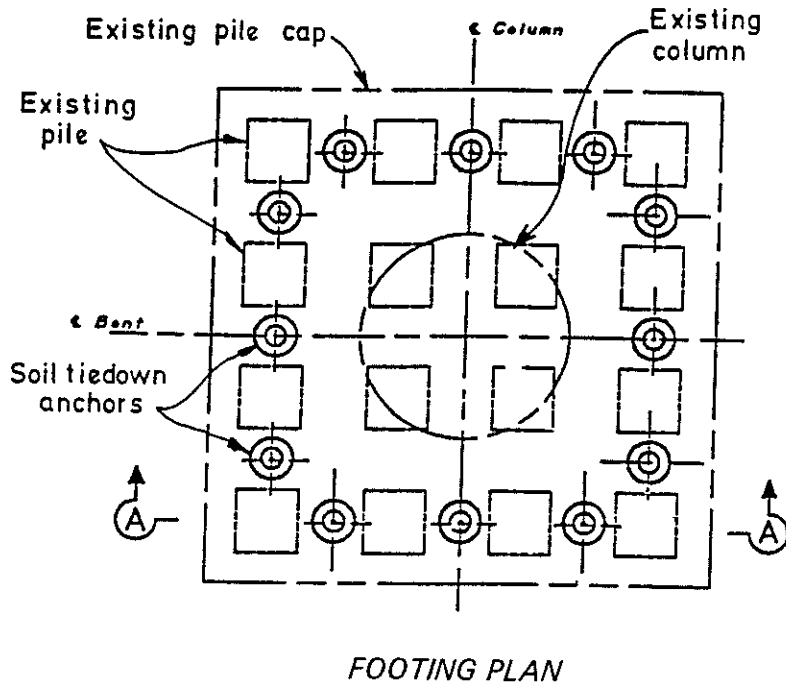 Existing pile cap
℄ Column
Existing
column
Existing
pile
℄ Bent
Soil tiedown
anchors
A
A
FOOTING PLAN